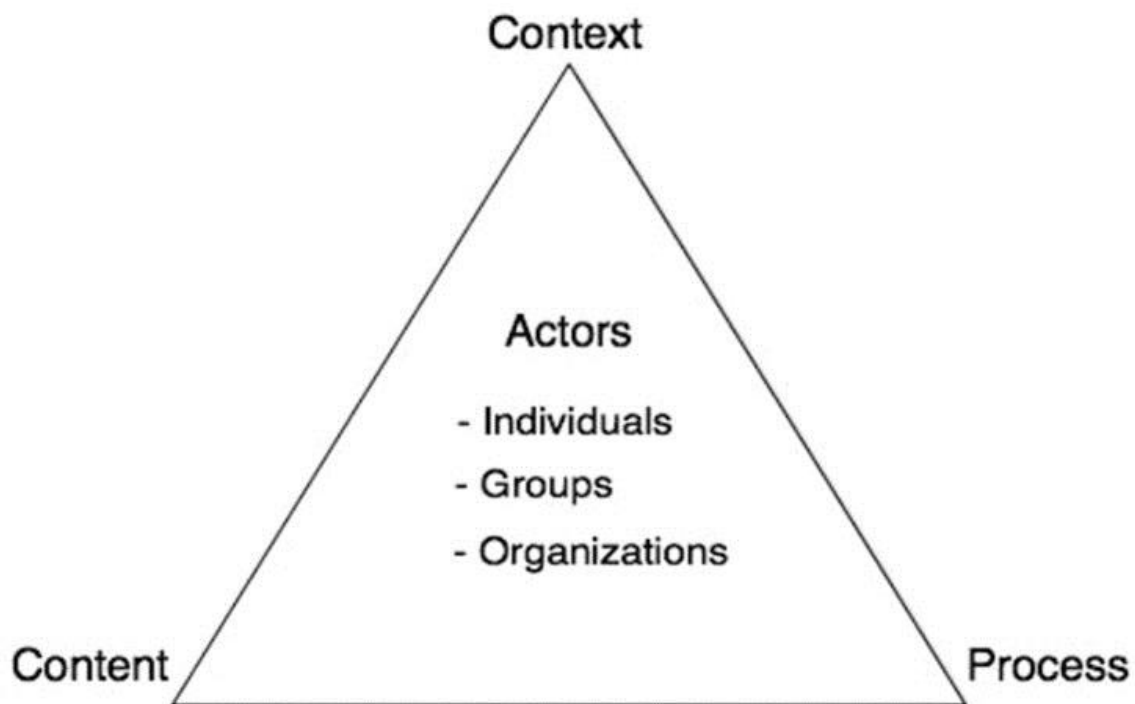 Context
Actors
- Individuals
- Groups
- Organizations
Content
Process